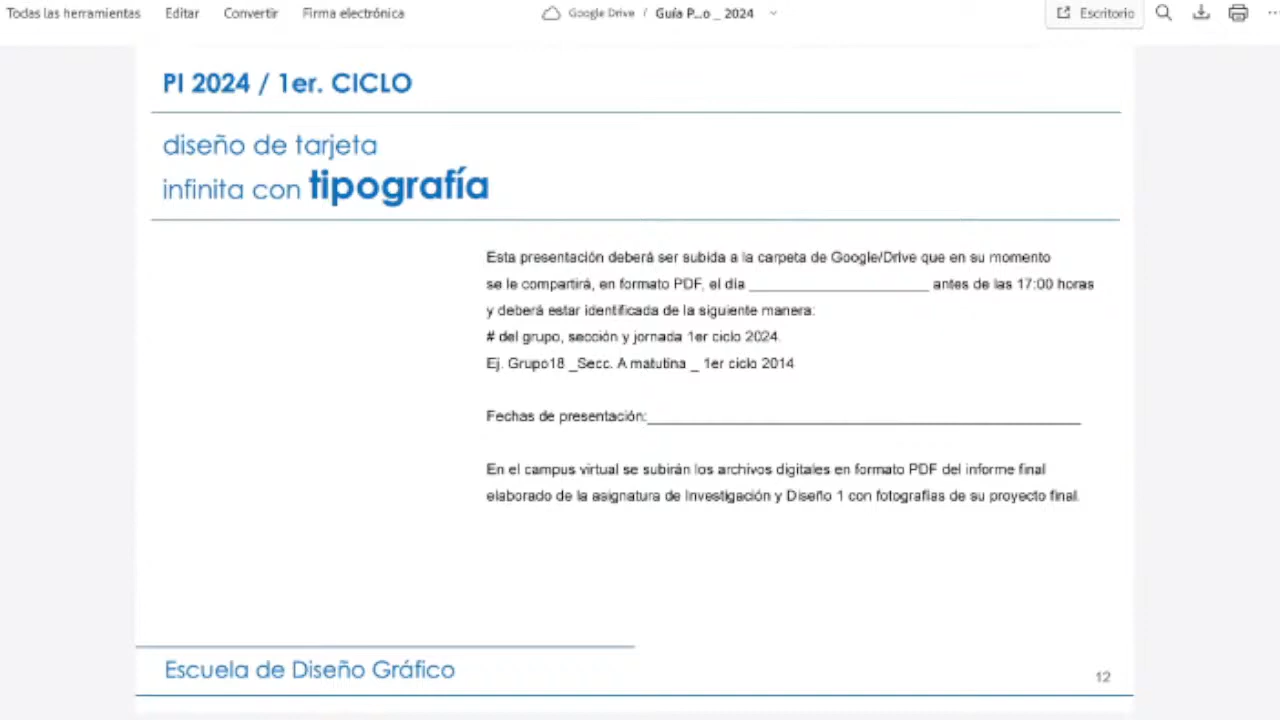 Todas las herramientas Editar Convertir Firma electrónica Google Drive / Guía P...o _ 2024 Escritorio
PI 2024 / 1er. CICLO
diseño de tarjeta
infinita con tipografía
Esta presentación deberá ser subida a la carpeta de Google/Drive que en su momento
se le compartirá, en formato PDF, el día ______________________ antes de las 17:00 horas
y deberá estar identificada de la siguiente manera:
# del grupo, sección y jornada 1er ciclo 2024.
Ej. Grupo18 _Secc. A matutina _ 1er ciclo 2014
Fechas de presentación:_____________________________________________________
En el campus virtual se subirán los archivos digitales en formato PDF del informe final
elaborado de la asignatura de Investigación y Diseño 1 con fotografías de su proyecto final.
Escuela de Diseño Gráfico
12